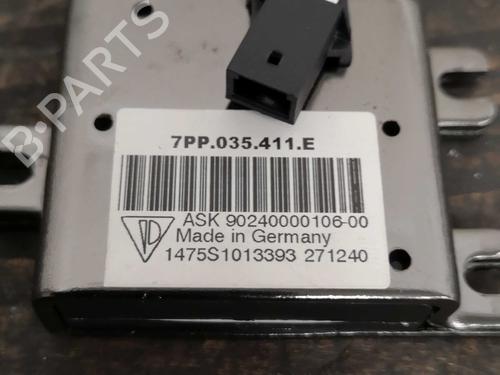 B-PARTS
7PP.035.411.E
ASK 90240000106-00
Made in Germany
1475S1013393 271240